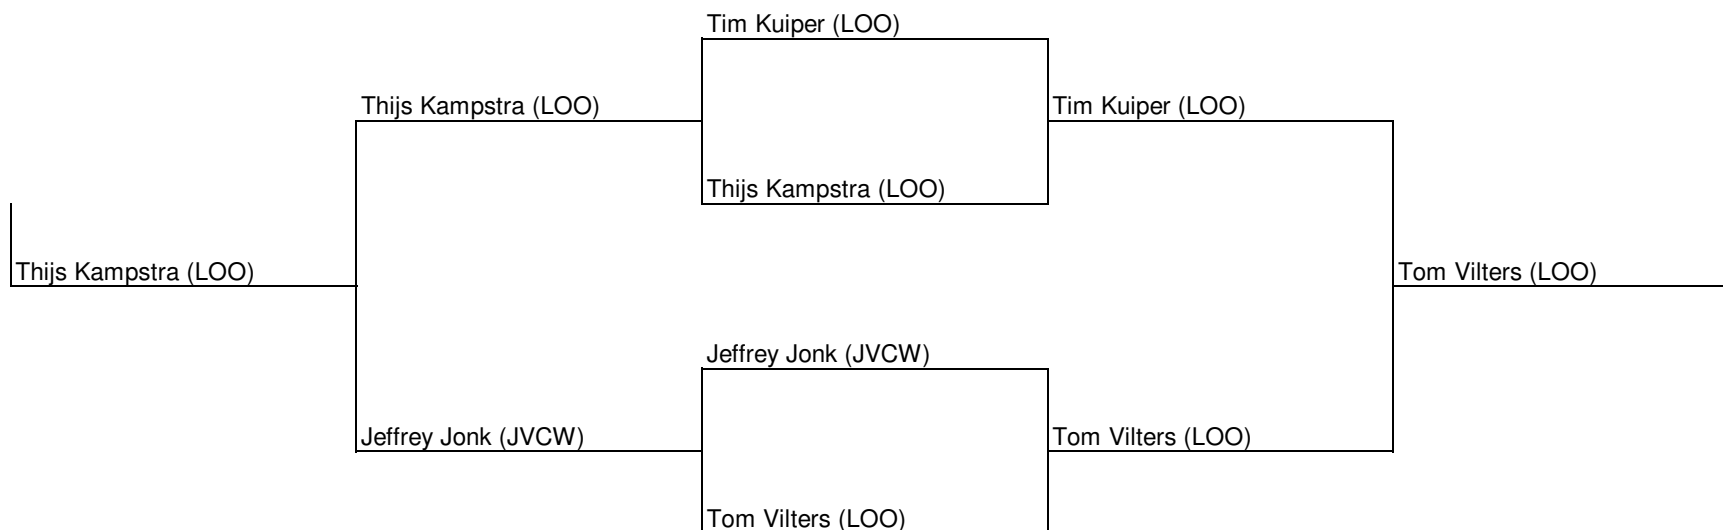 Tim Kuiper (LOO)
Thijs Kampstra (LOO)
Tim Kuiper (LOO)
Thijs Kampstra (LOO)
Thijs Kampstra (LOO)
Tom Vilters (LOO)
Jeffrey Jonk (JVCW)
Jeffrey Jonk (JVCW)
Tom Vilters (LOO)
Tom Vilters (LOO)